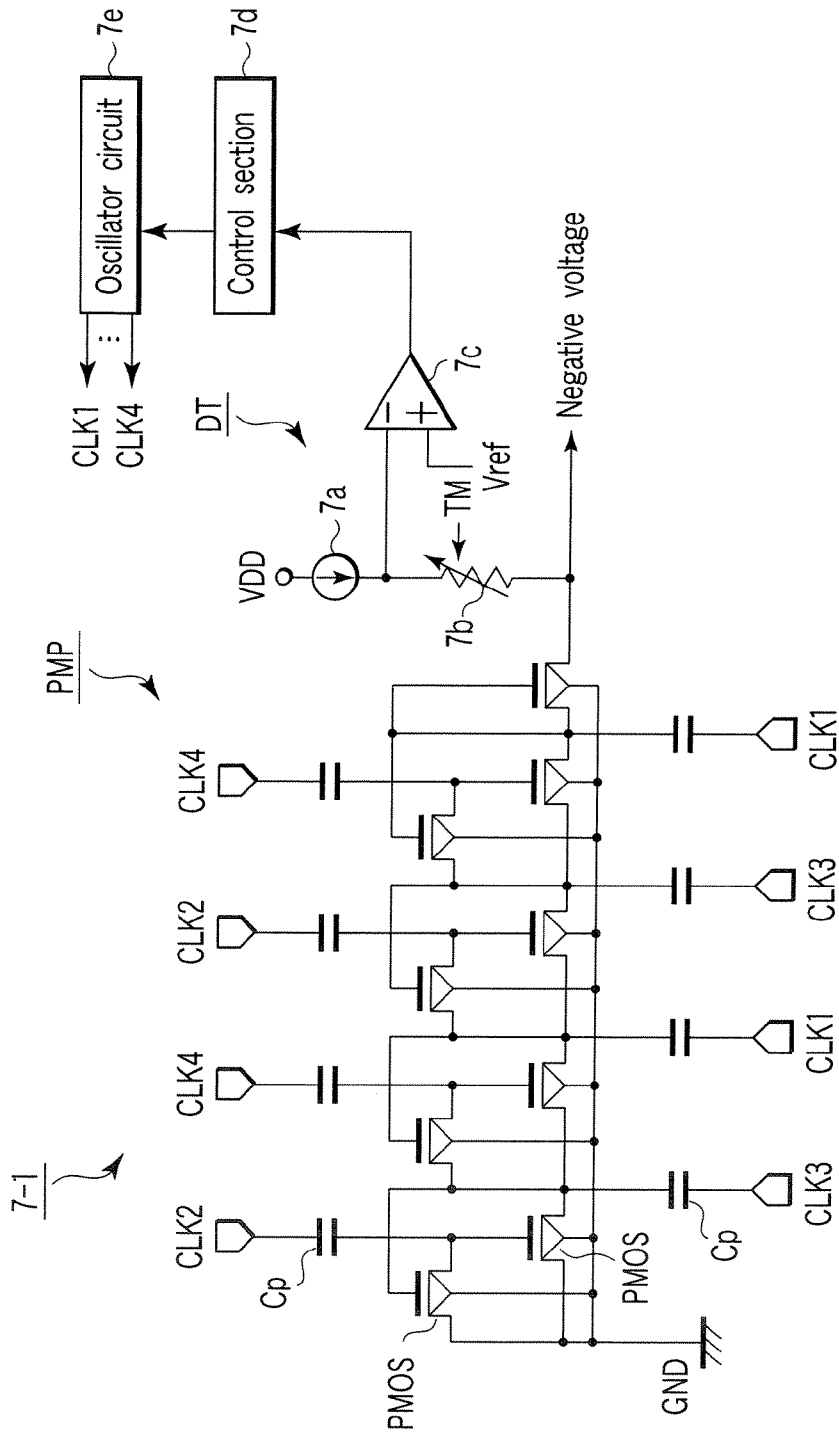 7-1
PMP
DT
CLK2
CLK4
CLK2
CLK4
VDD
7a
CLK1
...
CLK4
Oscillator circuit
7e
Control section
7d
Cp
PMOS
TM
7b
Vref
7c
−
+
PMOS
Negative voltage
GND
Cp
CLK3
CLK1
CLK3
CLK1